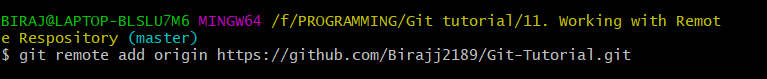 BIRAJ@LAPTOP-BLSLU7M6 MINGW64 /f/PROGRAMMING/Git tutorial/11. Working with Remot
e Respository (master)
$ git remote add origin https://github.com/Birajj2189/Git-Tutorial.git